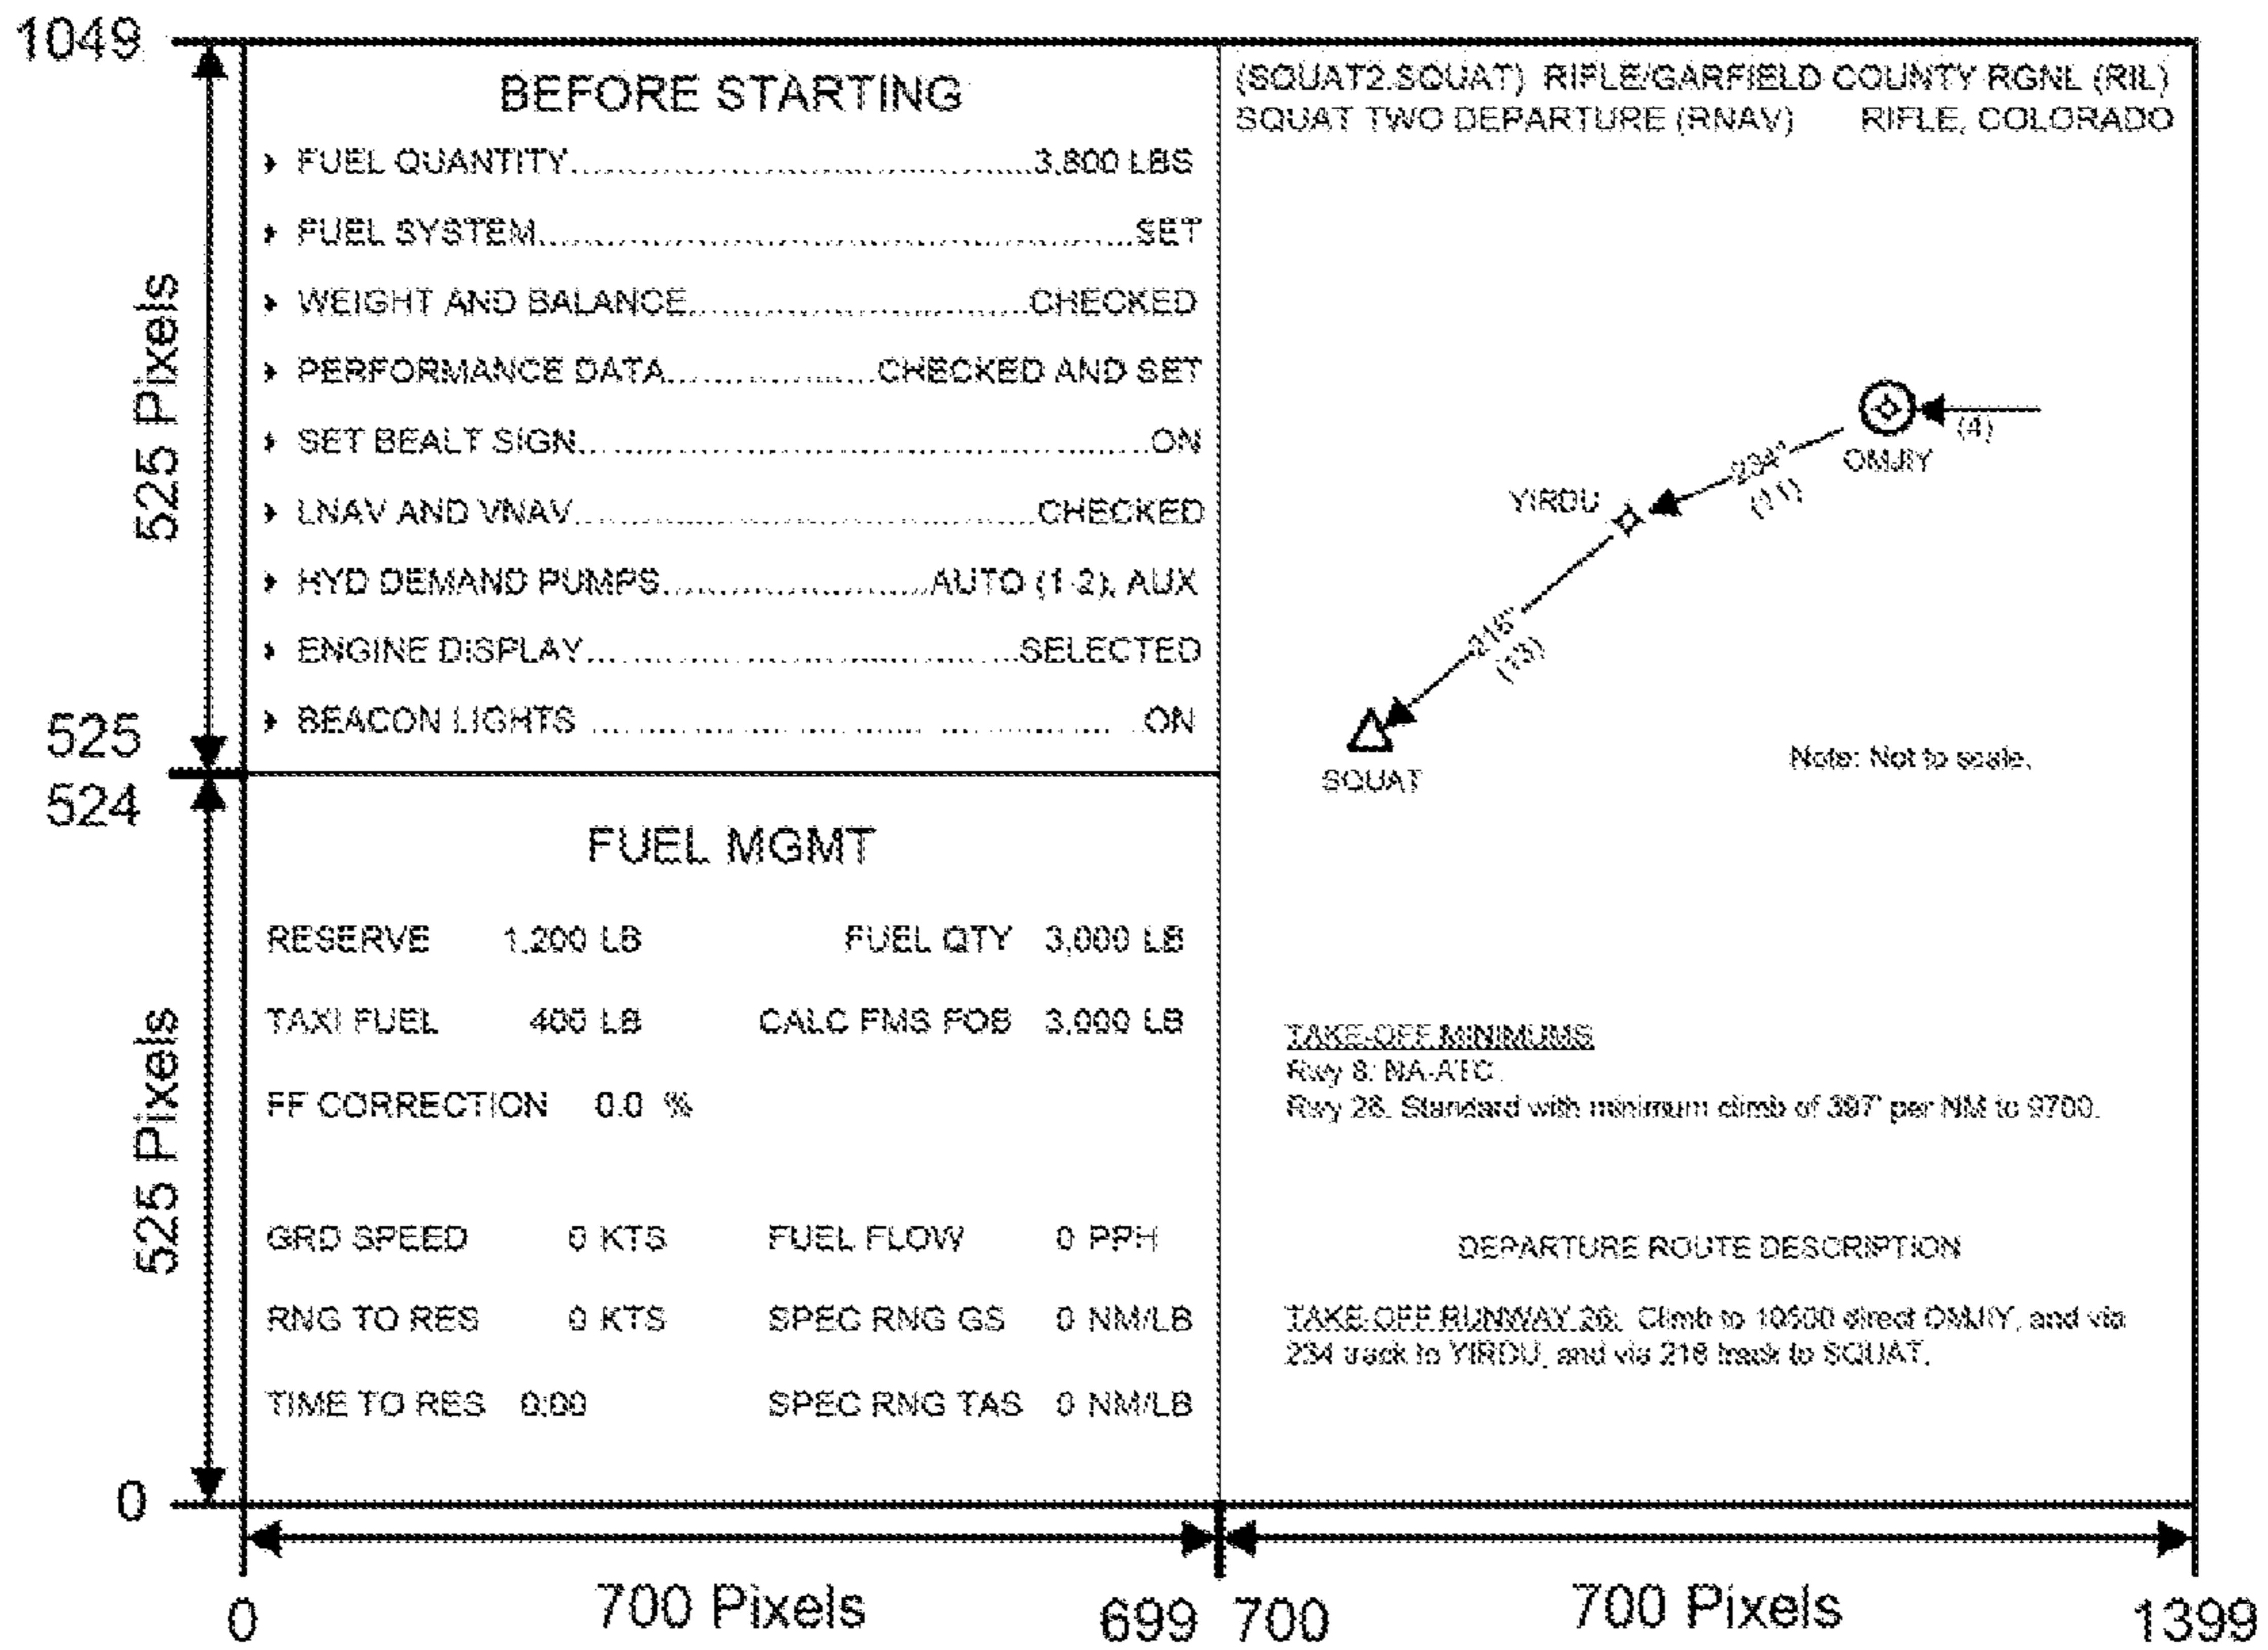 1049
525 Pixels
525
524
525 Pixels
0
BEFORE STARTING
FUEL QUANTITY.....................................3,800 LBS
FUEL SYSTEM.............................................SET
WEIGHT AND BALANCE..........................CHECKED
PERFORMANCE DATA................CHECKED AND SET
SET BEALT SIGN...........................................ON
LNAV AND VNAV...................................CHECKED
HYD DEMAND PUMPS.....................AUTO (1-2), AUX
ENGINE DISPLAY.................................SELECTED
BEACON LIGHTS ..........................................ON
FUEL MGMT
RESERVE 1,200 LB FUEL QTY 3,000 LB
TAXI FUEL 400 LB CALC FMS FOB 3,000 LB
FF CORRECTION 0.0 %
GRD SPEED 0 KTS FUEL FLOW 0 PPH
RNG TO RES 0 KTS SPEC RNG GS 0 NM/LB
TIME TO RES 0:00 SPEC RNG TAS 0 NM/LB
(SQUAT2.SQUAT) RIFLE/GARFIELD COUNTY RGNL (RIL)
SQUAT TWO DEPARTURE (RNAV) RIFLE, COLORADO
(4)
OMJIY
234°
(11)
YIRDU
(13)
SQUAT
Note: Not to scale.
TAKE-OFF MINIMUMS
Rwy 8: NA-ATC.
Rwy 26. Standard with minimum climb of 397' per NM to 9700.
DEPARTURE ROUTE DESCRIPTION
TAKE-OFF RUNWAY 26: Climb to 10500 direct OMJIY, and via
234 track to YIRDU, and via 216 track to SQUAT.
0
700 Pixels
699
700
700 Pixels
1399